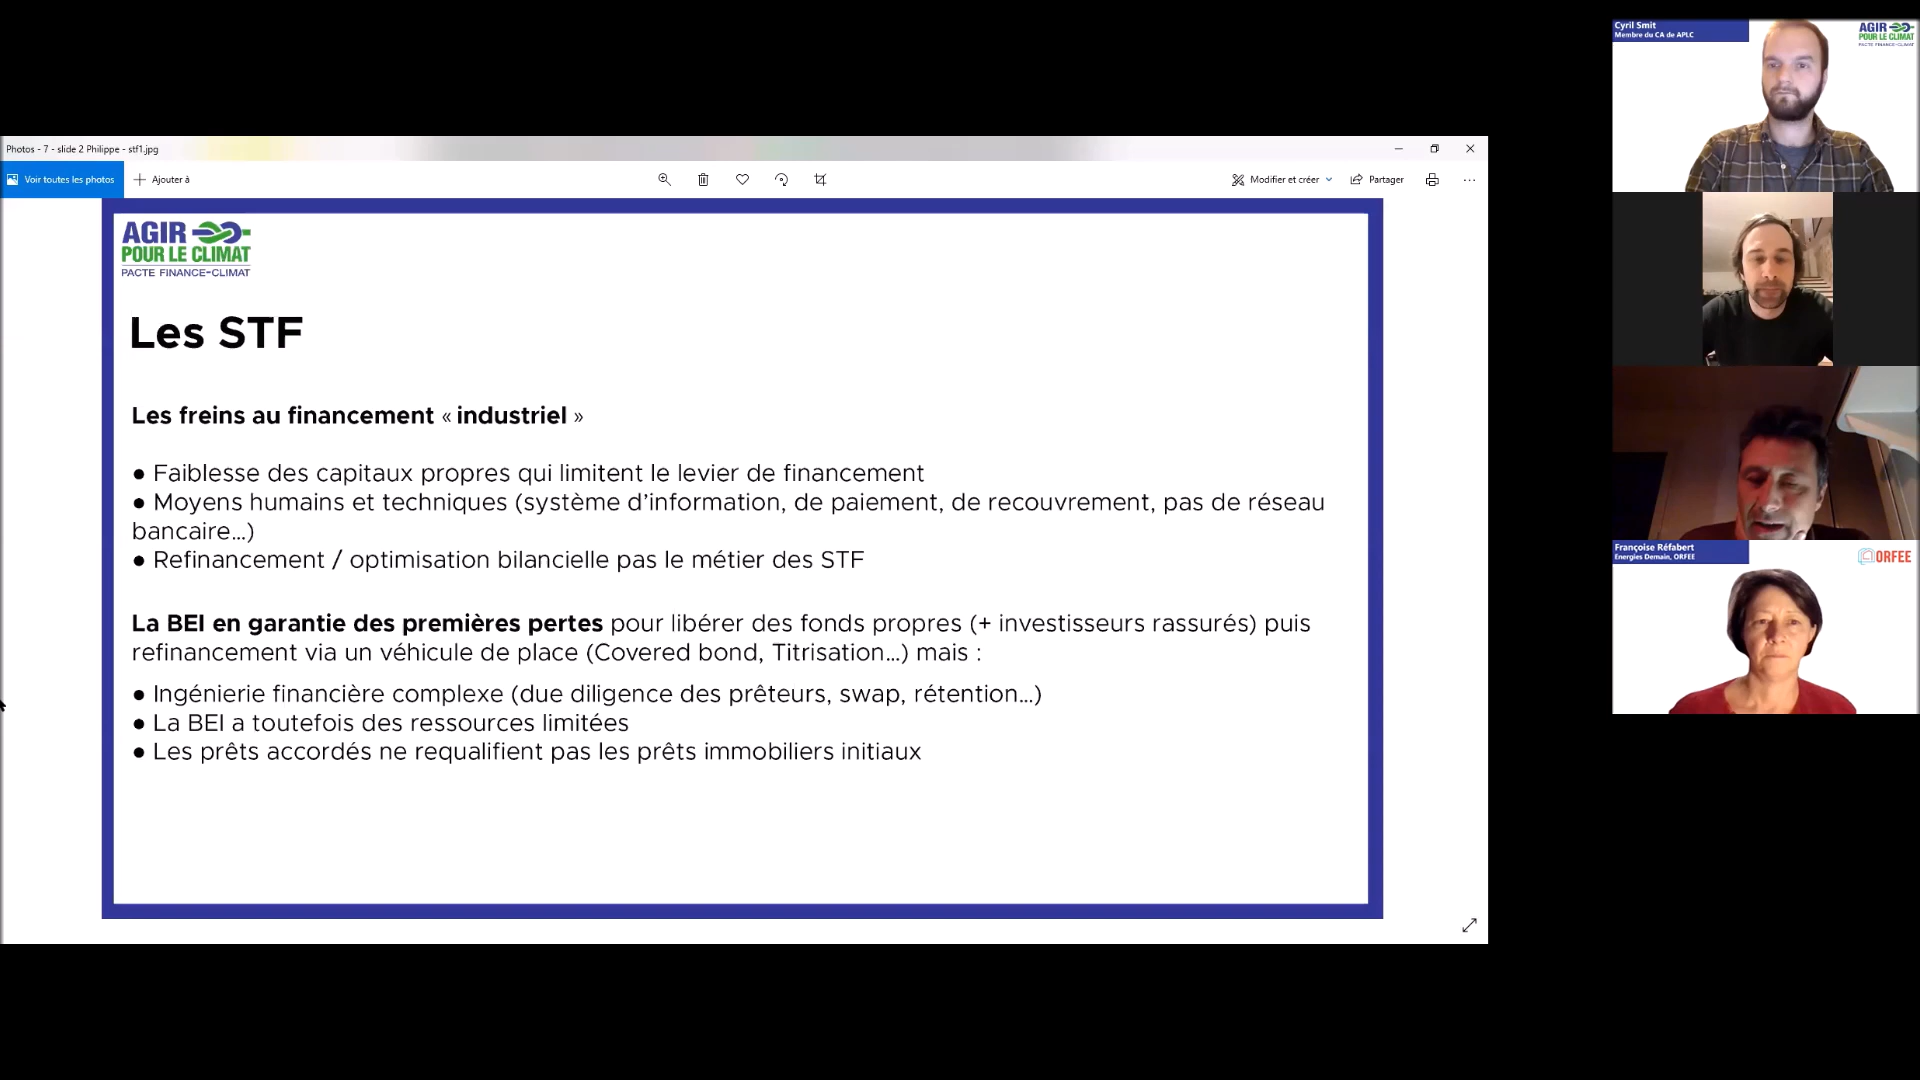 Photos - 7 - slide 2 Philippe - stf1.jpg
Voir toutes les photos
Ajouter à
Modifier et créer
Partager
AGIR
POUR LE CLIMAT
PACTE FINANCE-CLIMAT
Les STF
Les freins au financement « industriel »
● Faiblesse des capitaux propres qui limitent le levier de financement
● Moyens humains et techniques (système d’information, de paiement, de recouvrement, pas de réseau
bancaire…)
● Refinancement / optimisation bilancielle pas le métier des STF
La BEI en garantie des premières pertes pour libérer des fonds propres (+ investisseurs rassurés) puis
refinancement via un véhicule de place (Covered bond, Titrisation…) mais :
● Ingénierie financière complexe (due diligence des prêteurs, swap, rétention…)
● La BEI a toutefois des ressources limitées
● Les prêts accordés ne requalifient pas les prêts immobiliers initiaux
Cyril Smit
Membre du CA de APLC
AGIR
POUR LE CLIMAT
PACTE FINANCE-CLIMAT
Françoise Réfabert
Energies Demain, ORFEE
ORFEE